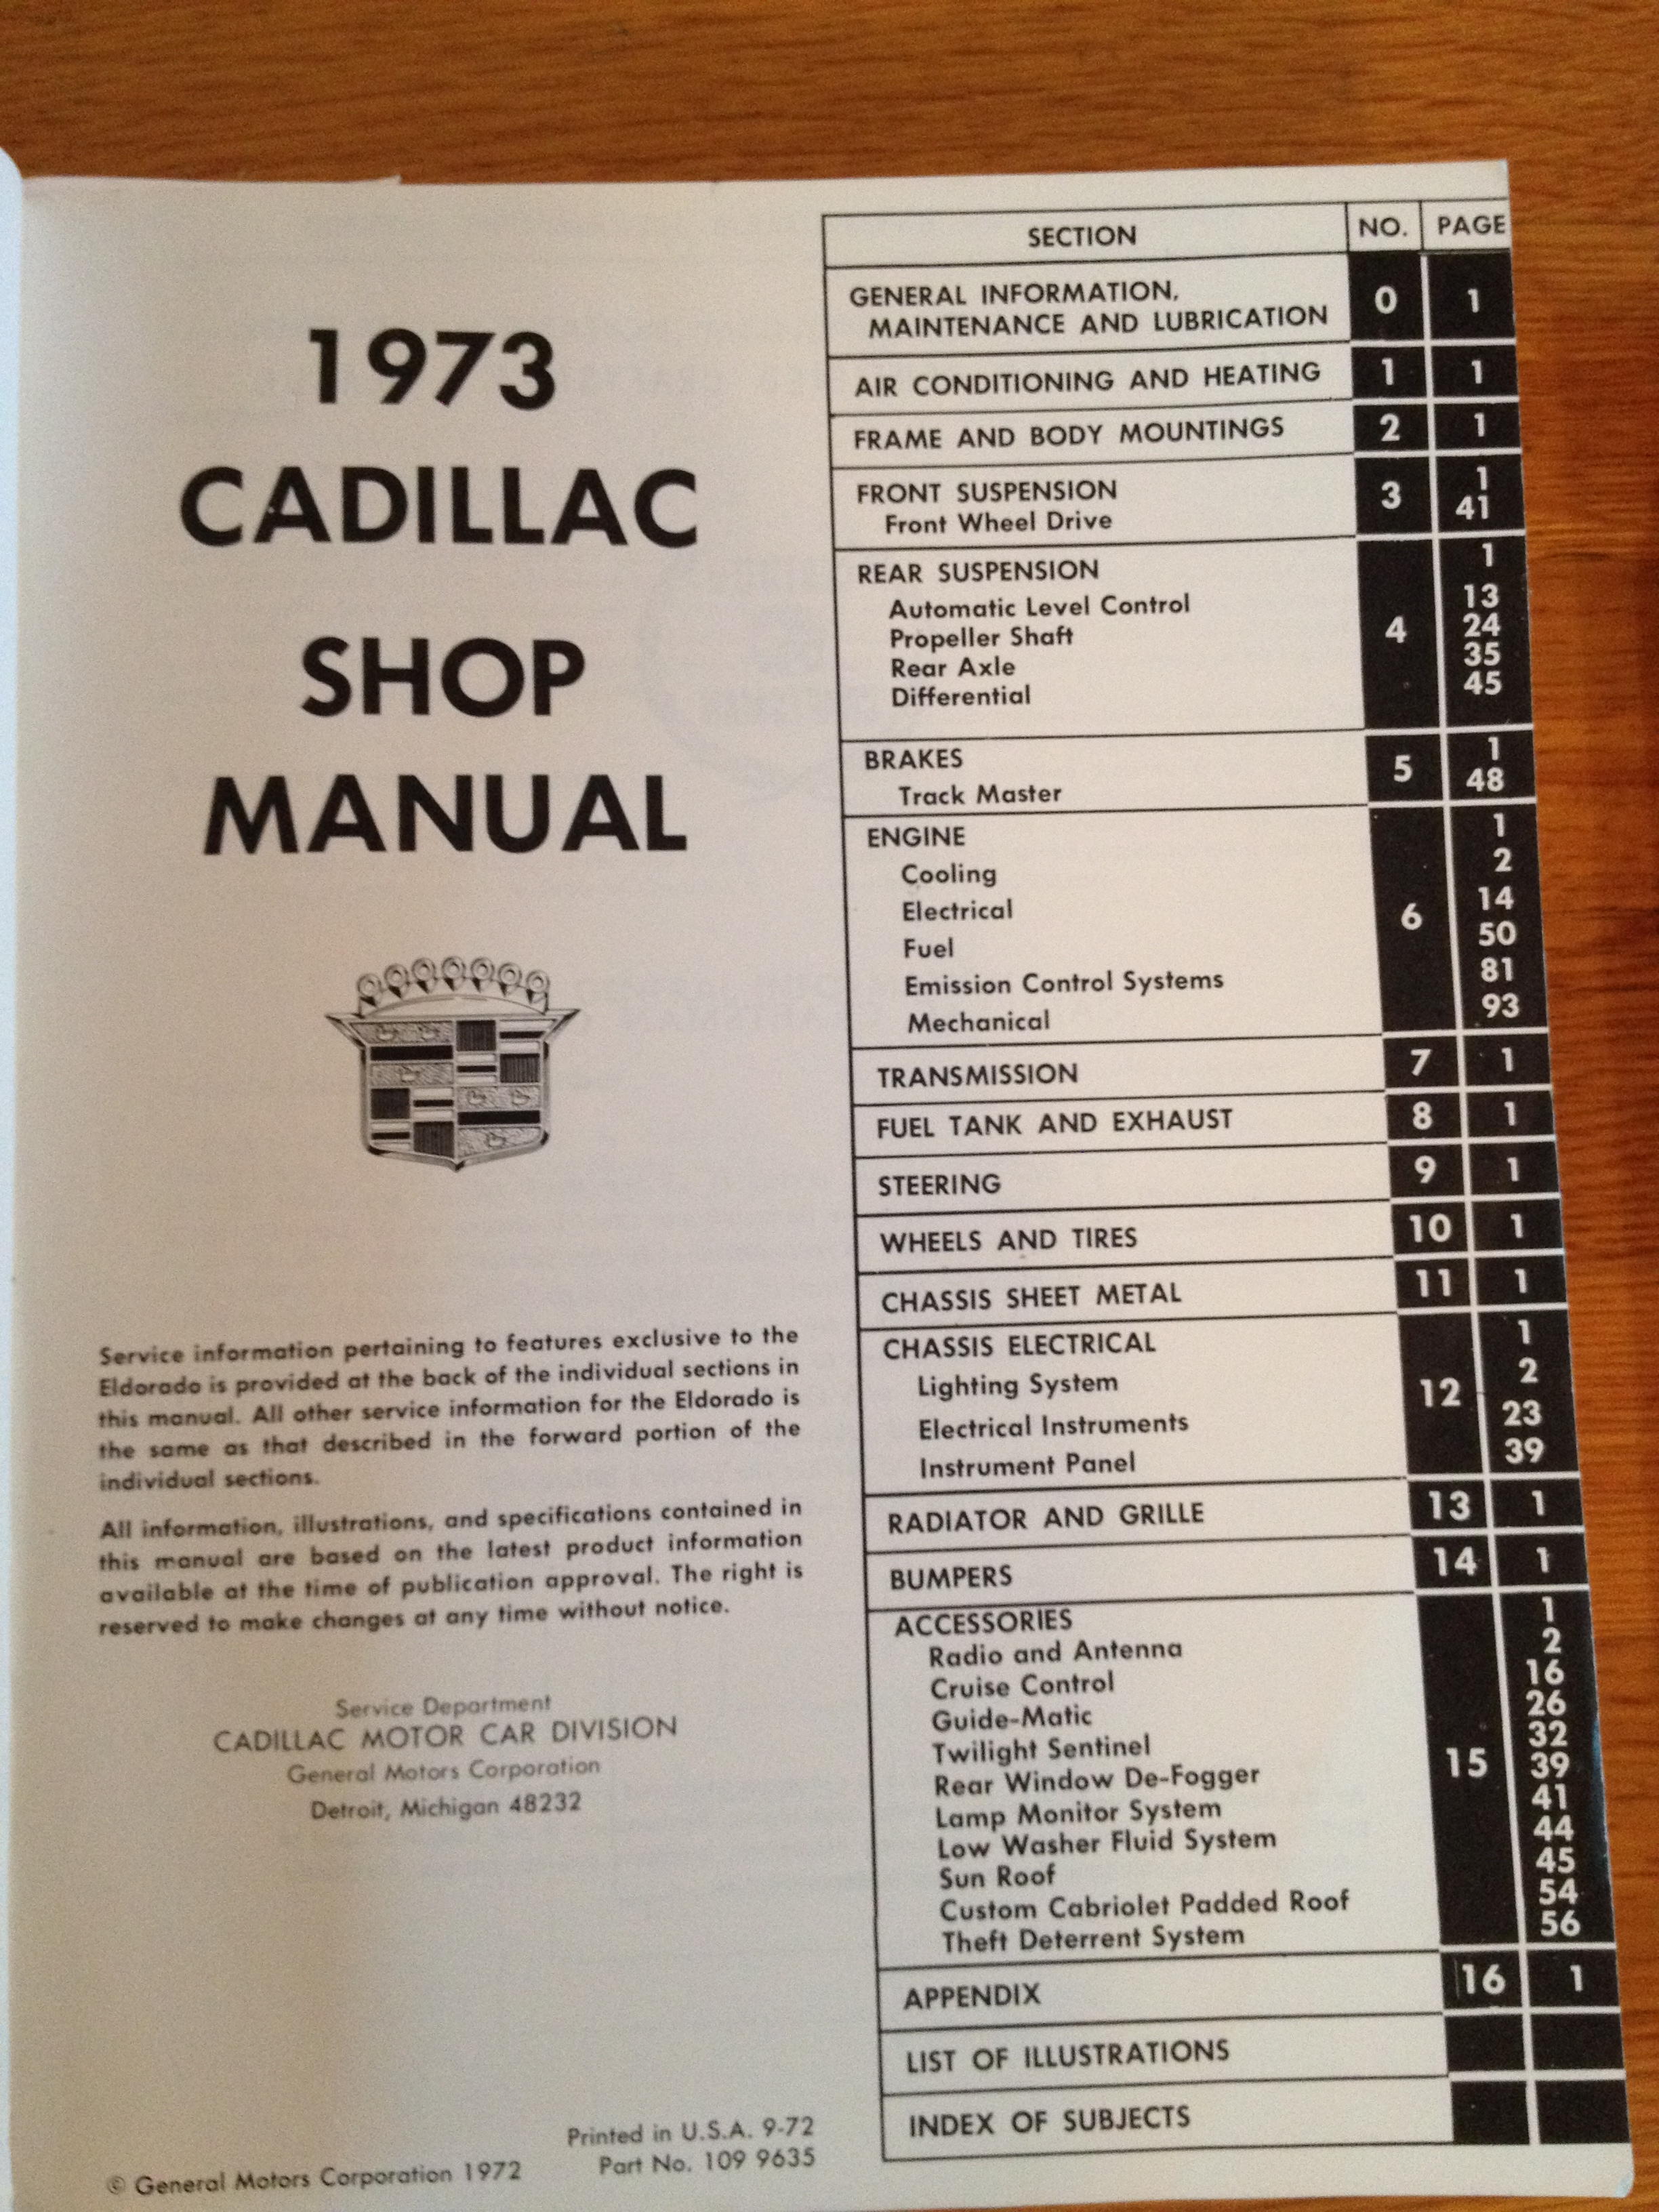 1973
CADILLAC
SHOP
MANUAL
Service information pertaining to features exclusive to the
Eldorado is provided at the back of the individual sections in
this manual. All other service information for the Eldorado is
the same as that described in the forward portion of the
individual sections.
All information, illustrations, and specifications contained in
this manual are based on the latest product information
available at the time of publication approval. The right is
reserved to make changes at any time without notice.
Service Department
CADILLAC MOTOR CAR DIVISION
General Motors Corporation
Detroit, Michigan 48232
Printed in U.S.A. 9-72
Part No. 109 9635
© General Motors Corporation 1972
SECTION NO. PAGE
GENERAL INFORMATION,
MAINTENANCE AND LUBRICATION 0 1
AIR CONDITIONING AND HEATING 1 1
FRAME AND BODY MOUNTINGS 2 1
FRONT SUSPENSION 3 1
Front Wheel Drive 41
REAR SUSPENSION 1
Automatic Level Control 13
Propeller Shaft 4 24
Rear Axle 35
Differential 45
BRAKES 5 1
Track Master 48
ENGINE 1
Cooling 2
Electrical 6 14
Fuel 50
Emission Control Systems 81
Mechanical 93
TRANSMISSION 7 1
FUEL TANK AND EXHAUST 8 1
STEERING 9 1
WHEELS AND TIRES 10 1
CHASSIS SHEET METAL 11 1
CHASSIS ELECTRICAL 1
Lighting System 12 2
Electrical Instruments 23
Instrument Panel 39
RADIATOR AND GRILLE 13 1
BUMPERS 14 1
ACCESSORIES 1
Radio and Antenna 2
Cruise Control 16
Guide-Matic 26
Twilight Sentinel 32
Rear Window De-Fogger 15 39
Lamp Monitor System 41
Low Washer Fluid System 44
Sun Roof 45
Custom Cabriolet Padded Roof 54
Theft Deterrent System 56
APPENDIX 16 1
LIST OF ILLUSTRATIONS
INDEX OF SUBJECTS